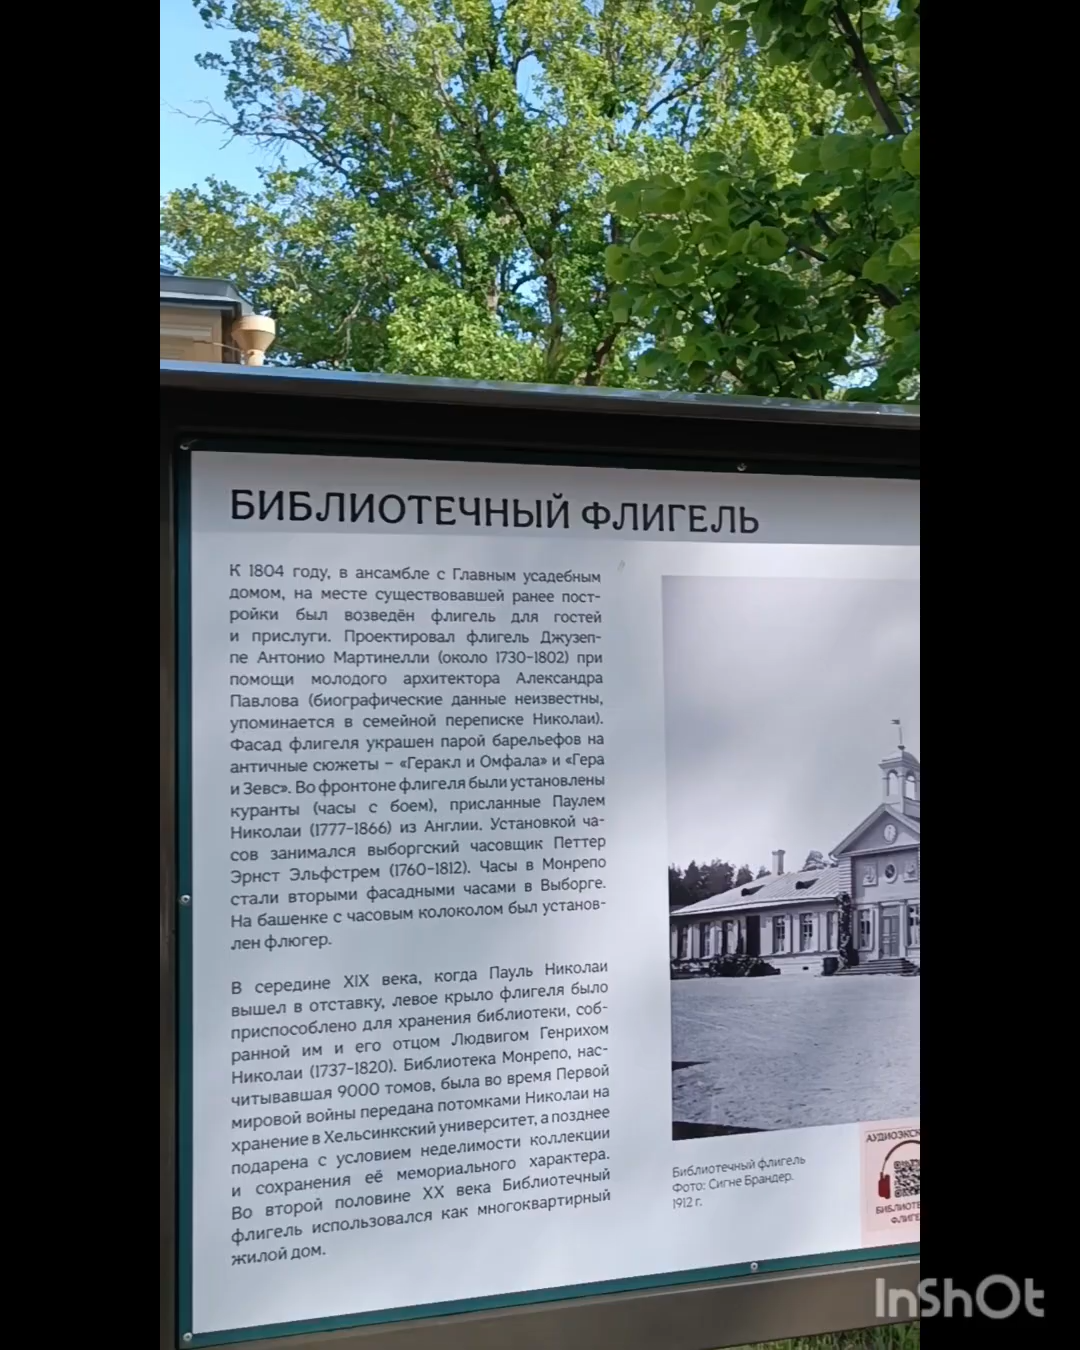 БИБЛИОТЕЧНЫЙ ФЛИГЕЛЬ
К 1804 году, в ансамбле с Главным усадебным
домом, на месте существовавшей ранее пост-
ройки был возведён флигель для гостей
и прислуги. Проектировал флигель Джузеп-
пе Антонио Мартинелли (около 1730-1802) при
помощи молодого архитектора Александра
Павлова (биографические данные неизвестны,
упоминается в семейной переписке Николаи).
Фасад флигеля украшен парой барельефов на
античные сюжеты – «Геракл и Омфала» и «Гера
и Зевс». Во фронтоне флигеля были установлены
куранты (часы с боем), присланные Паулем
Николаи (1777-1866) из Англии. Установкой ча-
сов занимался выборгский часовщик Петтер
Эрнст Эльфстрем (1760-1812). Часы в Монрепо
стали вторыми фасадными часами в Выборге.
На башенке с часовым колоколом был установ-
лен флюгер.
В середине XIX века, когда Пауль Николаи
вышел в отставку, левое крыло флигеля было
приспособлено для хранения библиотеки, соб-
ранной им и его отцом Людвигом Генрихом
Николаи (1737-1820). Библиотека Монрепо, нас-
читывавшая 9000 томов, была во время Первой
мировой войны передана потомками Николаи на
хранение в Хельсинкский университет, а позднее
подарена с условием неделимости коллекции
и сохранения её мемориального характера.
Во второй половине XX века Библиотечный
флигель использовался как многоквартирный
жилой дом.
Библиотечный флигель
Фото: Сигне Брандер.
1912 г.
АУДИОЭКСК
БИБЛИОТЕ
ФЛИГЕ
InShOt